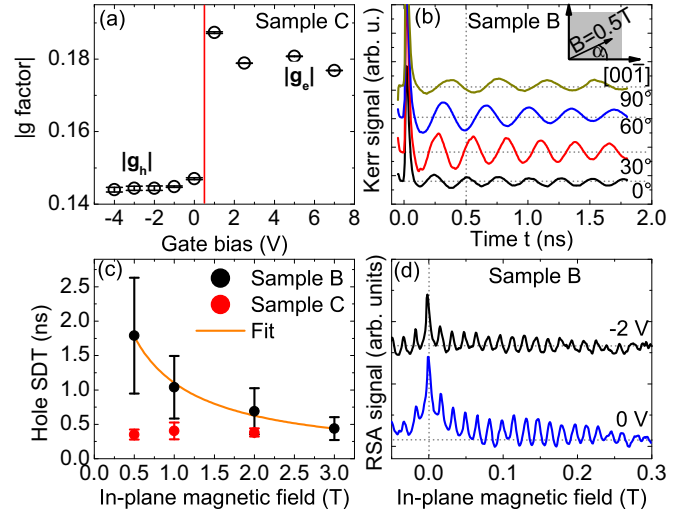 (a)
Sample C
|g factor|
0.18
0.16
0.14
|g_h|
|g_e|
-4 -2 0 2 4 6 8
Gate bias (V)
(b)
Sample B
B=0.5T
α
[001̅]
90°
60°
30°
0°
Kerr signal (arb. u.)
0.0 0.5 1.0 1.5 2.0
Time t (ns)
(c)
Sample B
Sample C
Fit
Hole SDT (ns)
2.5
2.0
1.5
1.0
0.5
0.0
0.0 0.5 1.0 1.5 2.0 2.5 3.0
In-plane magnetic field (T)
(d)
Sample B
-2 V
0 V
RSA signal (arb. units)
0.0 0.1 0.2 0.3
In-plane magnetic field (T)